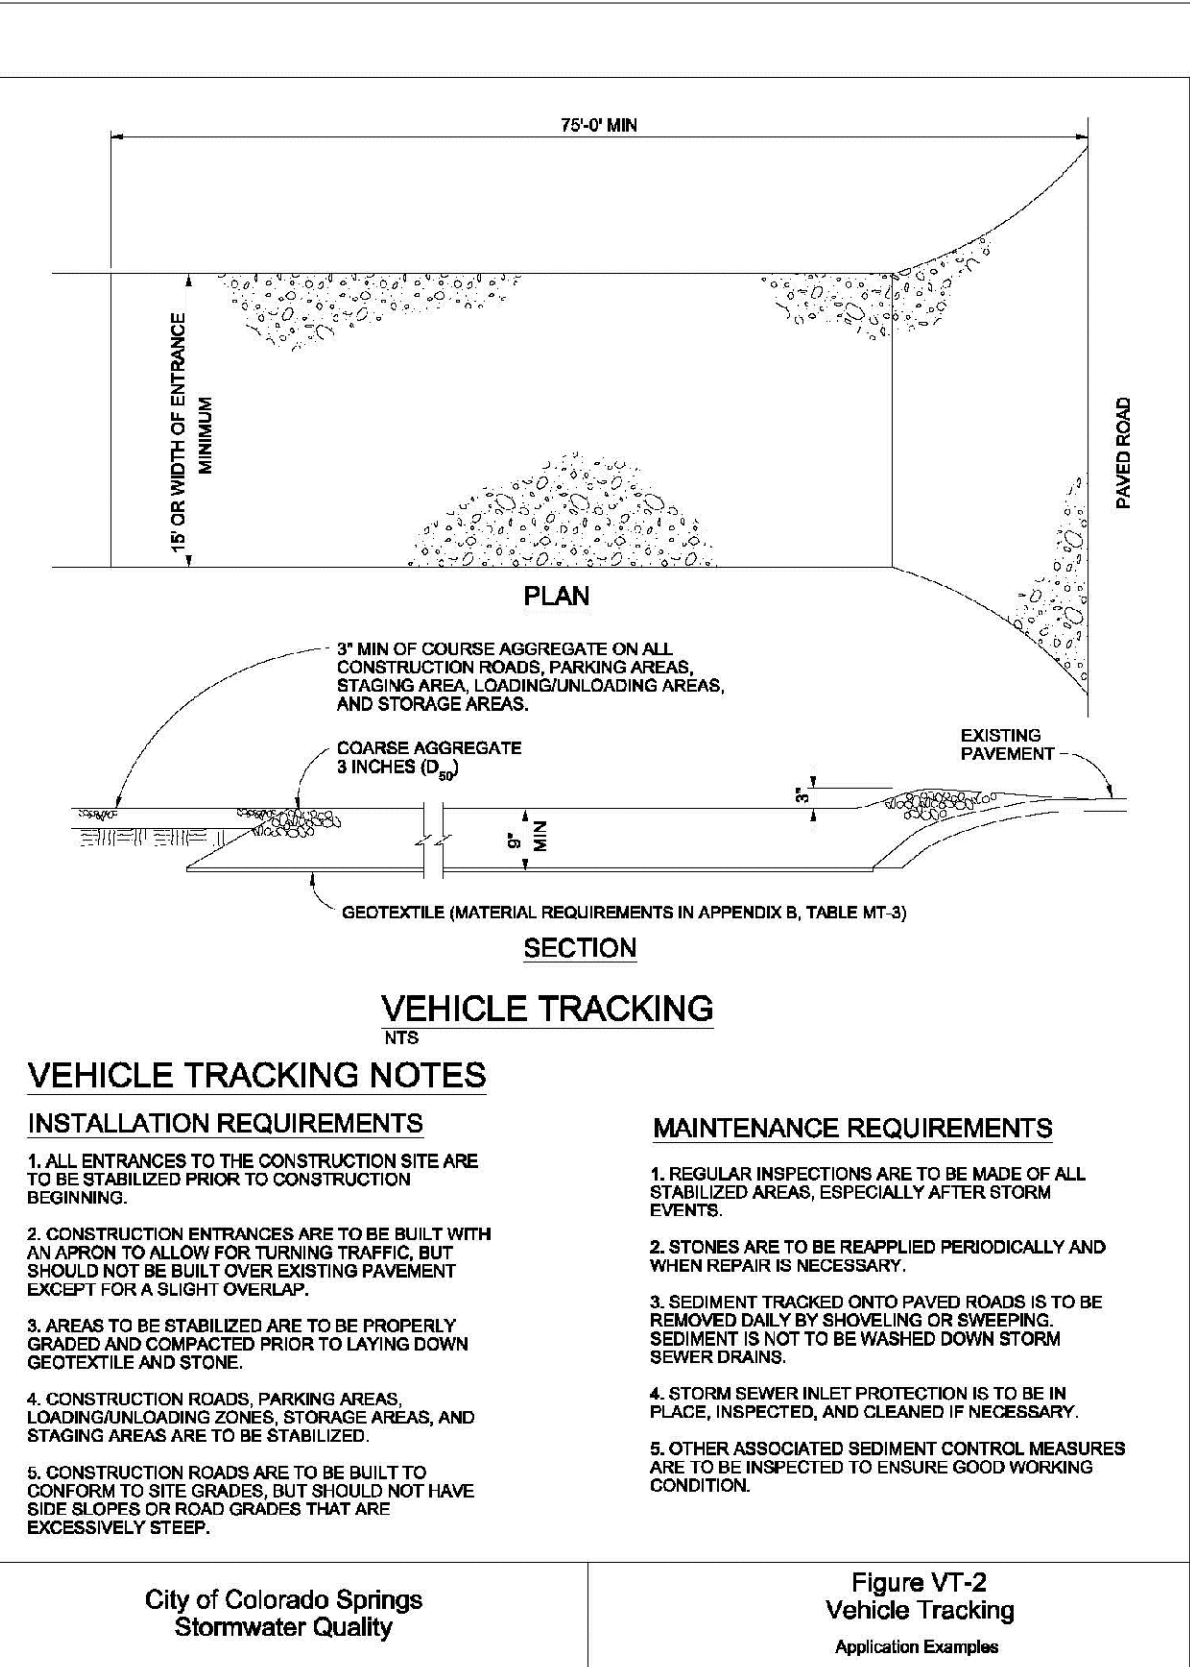 75'-0' MIN
15' OR WIDTH OF ENTRANCE
MINIMUM
PAVED ROAD
PLAN
3" MIN OF COURSE AGGREGATE ON ALL
CONSTRUCTION ROADS, PARKING AREAS,
STAGING AREA, LOADING/UNLOADING AREAS,
AND STORAGE AREAS.
COARSE AGGREGATE
3 INCHES (D50)
EXISTING
PAVEMENT
3"
9"
MIN
GEOTEXTILE (MATERIAL REQUIREMENTS IN APPENDIX B, TABLE MT-3)
SECTION
VEHICLE TRACKING
NTS
VEHICLE TRACKING NOTES
INSTALLATION REQUIREMENTS
1. ALL ENTRANCES TO THE CONSTRUCTION SITE ARE
TO BE STABILIZED PRIOR TO CONSTRUCTION
BEGINNING.
2. CONSTRUCTION ENTRANCES ARE TO BE BUILT WITH
AN APRON TO ALLOW FOR TURNING TRAFFIC, BUT
SHOULD NOT BE BUILT OVER EXISTING PAVEMENT
EXCEPT FOR A SLIGHT OVERLAP.
3. AREAS TO BE STABILIZED ARE TO BE PROPERLY
GRADED AND COMPACTED PRIOR TO LAYING DOWN
GEOTEXTILE AND STONE.
4. CONSTRUCTION ROADS, PARKING AREAS,
LOADING/UNLOADING ZONES, STORAGE AREAS, AND
STAGING AREAS ARE TO BE STABILIZED.
5. CONSTRUCTION ROADS ARE TO BE BUILT TO
CONFORM TO SITE GRADES, BUT SHOULD NOT HAVE
SIDE SLOPES OR ROAD GRADES THAT ARE
EXCESSIVELY STEEP.
MAINTENANCE REQUIREMENTS
1. REGULAR INSPECTIONS ARE TO BE MADE OF ALL
STABILIZED AREAS, ESPECIALLY AFTER STORM
EVENTS.
2. STONES ARE TO BE REAPPLIED PERIODICALLY AND
WHEN REPAIR IS NECESSARY.
3. SEDIMENT TRACKED ONTO PAVED ROADS IS TO BE
REMOVED DAILY BY SHOVELING OR SWEEPING.
SEDIMENT IS NOT TO BE WASHED DOWN STORM
SEWER DRAINS.
4. STORM SEWER INLET PROTECTION IS TO BE IN
PLACE, INSPECTED, AND CLEANED IF NECESSARY.
5. OTHER ASSOCIATED SEDIMENT CONTROL MEASURES
ARE TO BE INSPECTED TO ENSURE GOOD WORKING
CONDITION.
City of Colorado Springs
Stormwater Quality
Figure VT-2
Vehicle Tracking
Application Examples